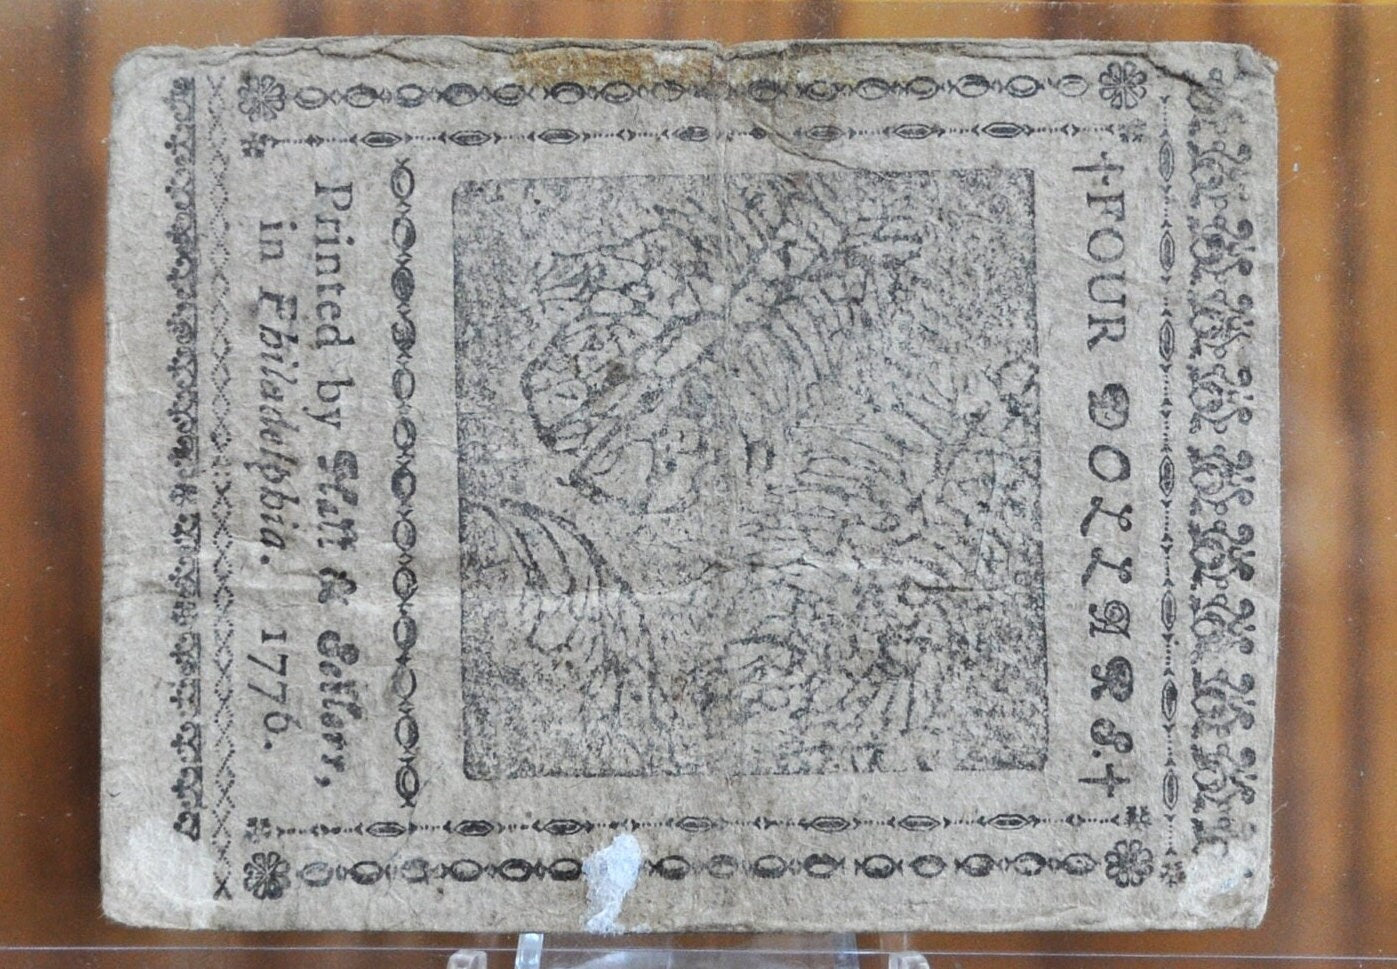 FOUR DOLLARS.
Printed by Hall & Sellers,
in Philadelphia. 1776.